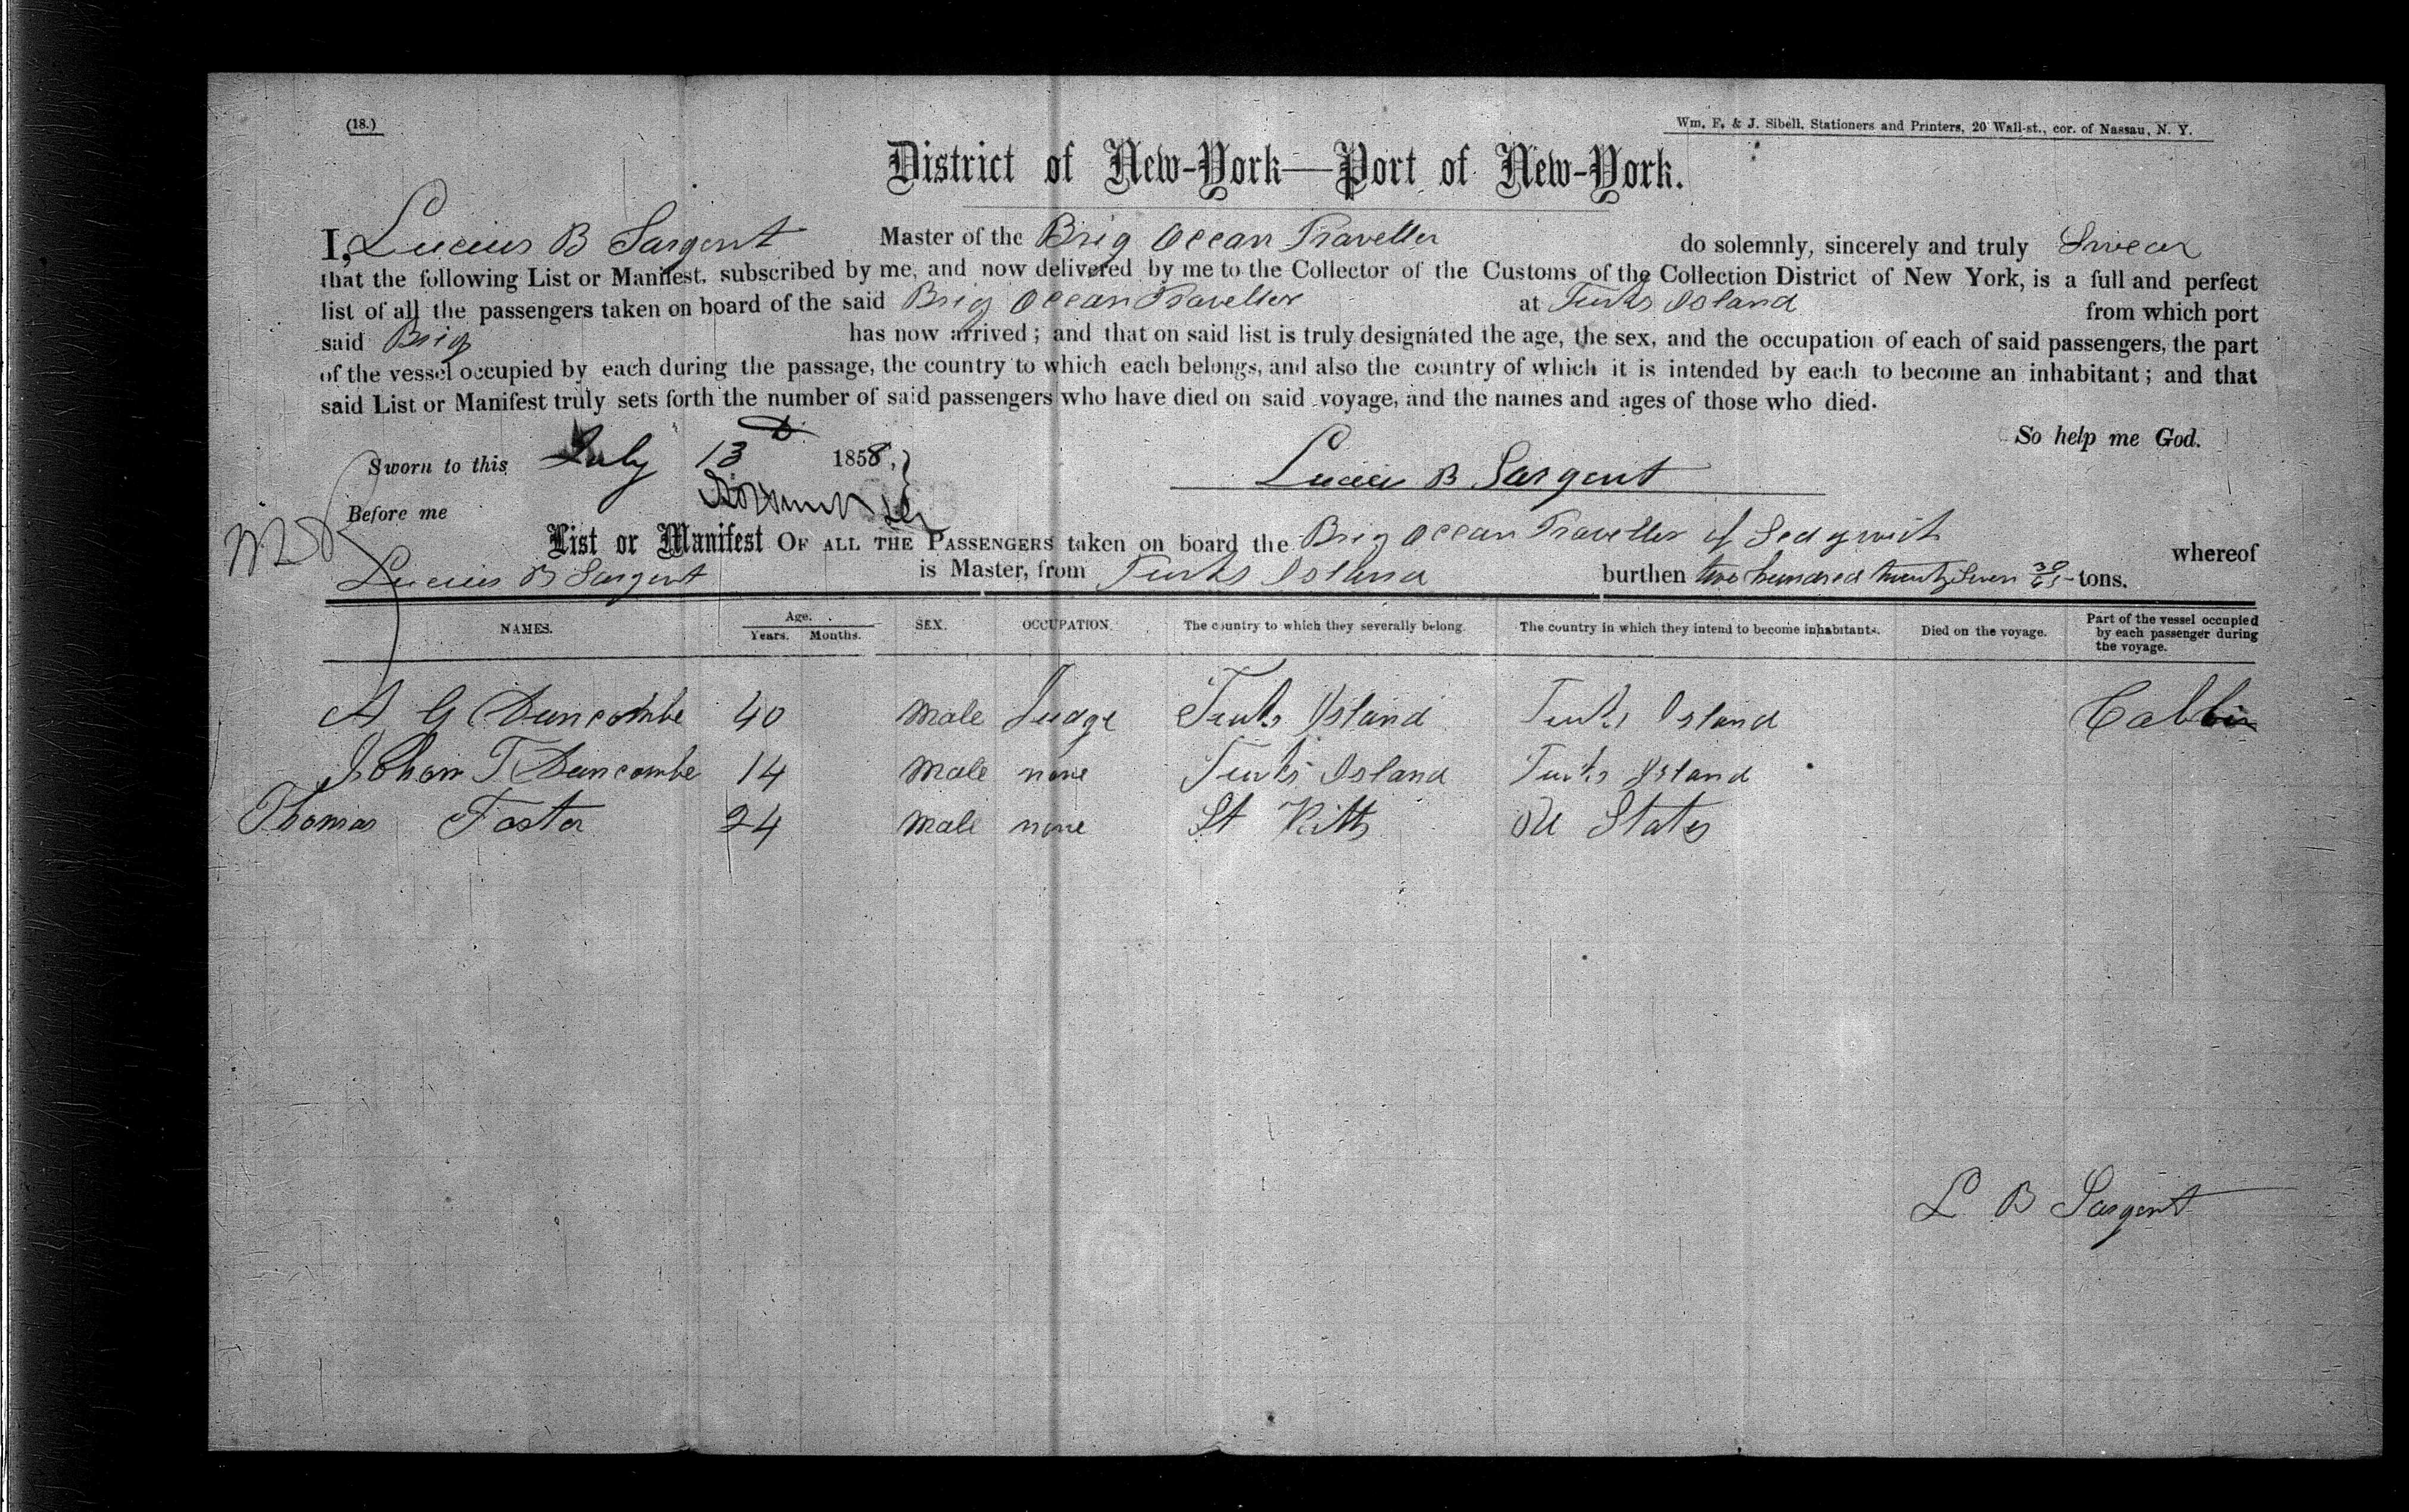 (18.)
Wm. F. & J. Sibell, Stationers and Printers, 20 Wall-st., cor. of Nassau, N. Y.
District of New-York—Port of New-York.
I, Lucius B Sargent Master of the Brig Ocean Traveller do solemnly, sincerely and truly Swear
that the following List or Manifest, subscribed by me, and now delivered by me to the Collector of the Customs of the Collection District of New York, is a full and perfect
list of all the passengers taken on board of the said Brig Ocean Traveller at Turks Island from which port
said Brig has now arrived; and that on said list is truly designated the age, the sex, and the occupation of each of said passengers, the part
of the vessel occupied by each during the passage, the country to which each belongs, and also the country of which it is intended by each to become an inhabitant; and that
said List or Manifest truly sets forth the number of said passengers who have died on said voyage, and the names and ages of those who died.
So help me God.
Sworn to this July 13 1858,
Lucius B Sargent
Before me
List or Manifest OF ALL THE PASSENGERS taken on board the Brig Ocean Traveller of Sedgwick whereof
Lucius B Sargent is Master, from Turks Island burthen two hundred twenty Seven tons.
NAMES. Age. Years. Months. SEX. OCCUPATION. The country to which they severally belong. The country in which they intend to become inhabitants. Died on the voyage. Part of the vessel occupied by each passenger during the voyage.
A G Duncombe 40 Male Judge Turks Island Turks Island Cabbin
Johan T Duncombe 14 Male none Turks Island Turks Island
Thomas Foster 24 Male none St Kitts U States
L B Sargent